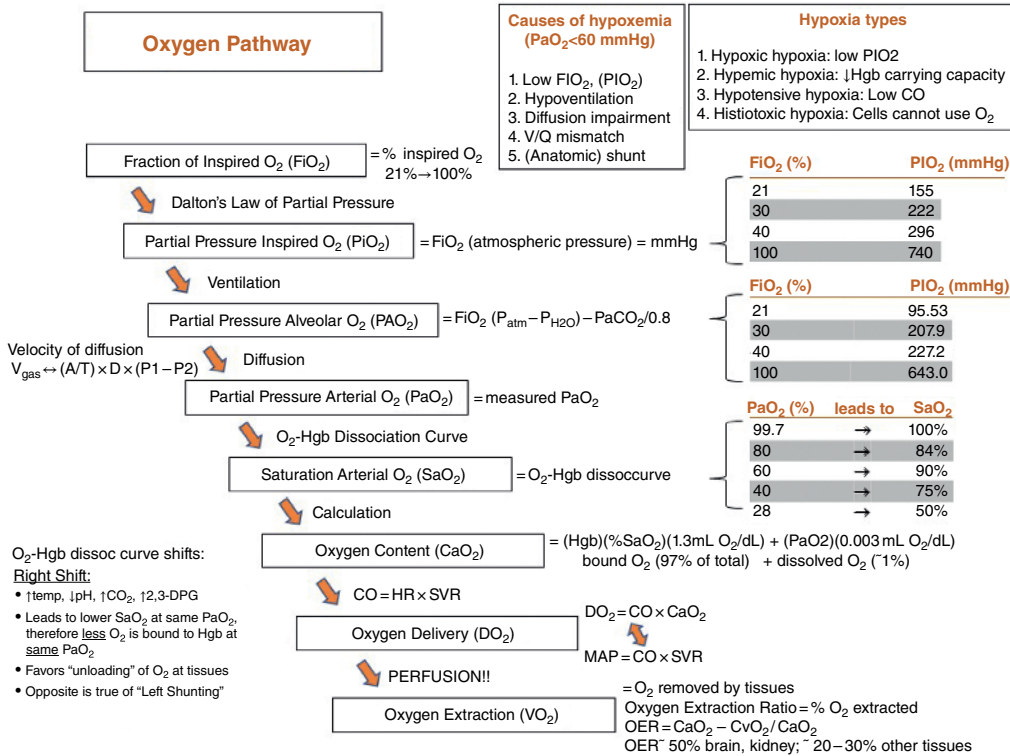 Oxygen Pathway
Causes of hypoxemia
(PaO₂<60 mmHg)
1. Low FIO₂, (PIO₂)
2. Hypoventilation
3. Diffusion impairment
4. V/Q mismatch
5. (Anatomic) shunt
Hypoxia types
1. Hypoxic hypoxia: low PIO2
2. Hypemic hypoxia: ↓Hgb carrying capacity
3. Hypotensive hypoxia: Low CO
4. Histiotoxic hypoxia: Cells cannot use O₂
Fraction of Inspired O₂ (FiO₂)
= % inspired O₂
21%→100%
Dalton's Law of Partial Pressure
Partial Pressure Inspired O₂ (PiO₂)
= FiO₂ (atmospheric pressure) = mmHg
FiO₂ (%) PIO₂ (mmHg)
21 155
30 222
40 296
100 740
Ventilation
Partial Pressure Alveolar O₂ (PAO₂)
= FiO₂ (Pₐₜₘ − P_H2O) − PaCO₂/0.8
FiO₂ (%) PIO₂ (mmHg)
21 95.53
30 207.9
40 227.2
100 643.0
Velocity of diffusion
V_gas ↔ (A/T) × D × (P1 − P2)
Diffusion
Partial Pressure Arterial O₂ (PaO₂)
= measured PaO₂
O₂-Hgb Dissociation Curve
Saturation Arterial O₂ (SaO₂)
= O₂-Hgb dissoccurve
PaO₂ (%) leads to SaO₂
99.7 → 100%
80 → 84%
60 → 90%
40 → 75%
28 → 50%
Calculation
Oxygen Content (CaO₂)
= (Hgb)(%SaO₂)(1.3mL O₂/dL) + (PaO2)(0.003 mL O₂/dL)
bound O₂ (97% of total) + dissolved O₂ (˜1%)
CO = HR × SVR
Oxygen Delivery (DO₂)
DO₂ = CO × CaO₂
MAP = CO × SVR
PERFUSION!!
Oxygen Extraction (VO₂)
= O₂ removed by tissues
Oxygen Extraction Ratio = % O₂ extracted
OER = CaO₂ − CvO₂/CaO₂
OER˜ 50% brain, kidney; ˜ 20−30% other tissues
O₂-Hgb dissoc curve shifts:
Right Shift:
• ↑temp, ↓pH, ↑CO₂, ↑2,3-DPG
• Leads to lower SaO₂ at same PaO₂,
therefore less O₂ is bound to Hgb at
same PaO₂
• Favors "unloading" of O₂ at tissues
• Opposite is true of "Left Shunting"